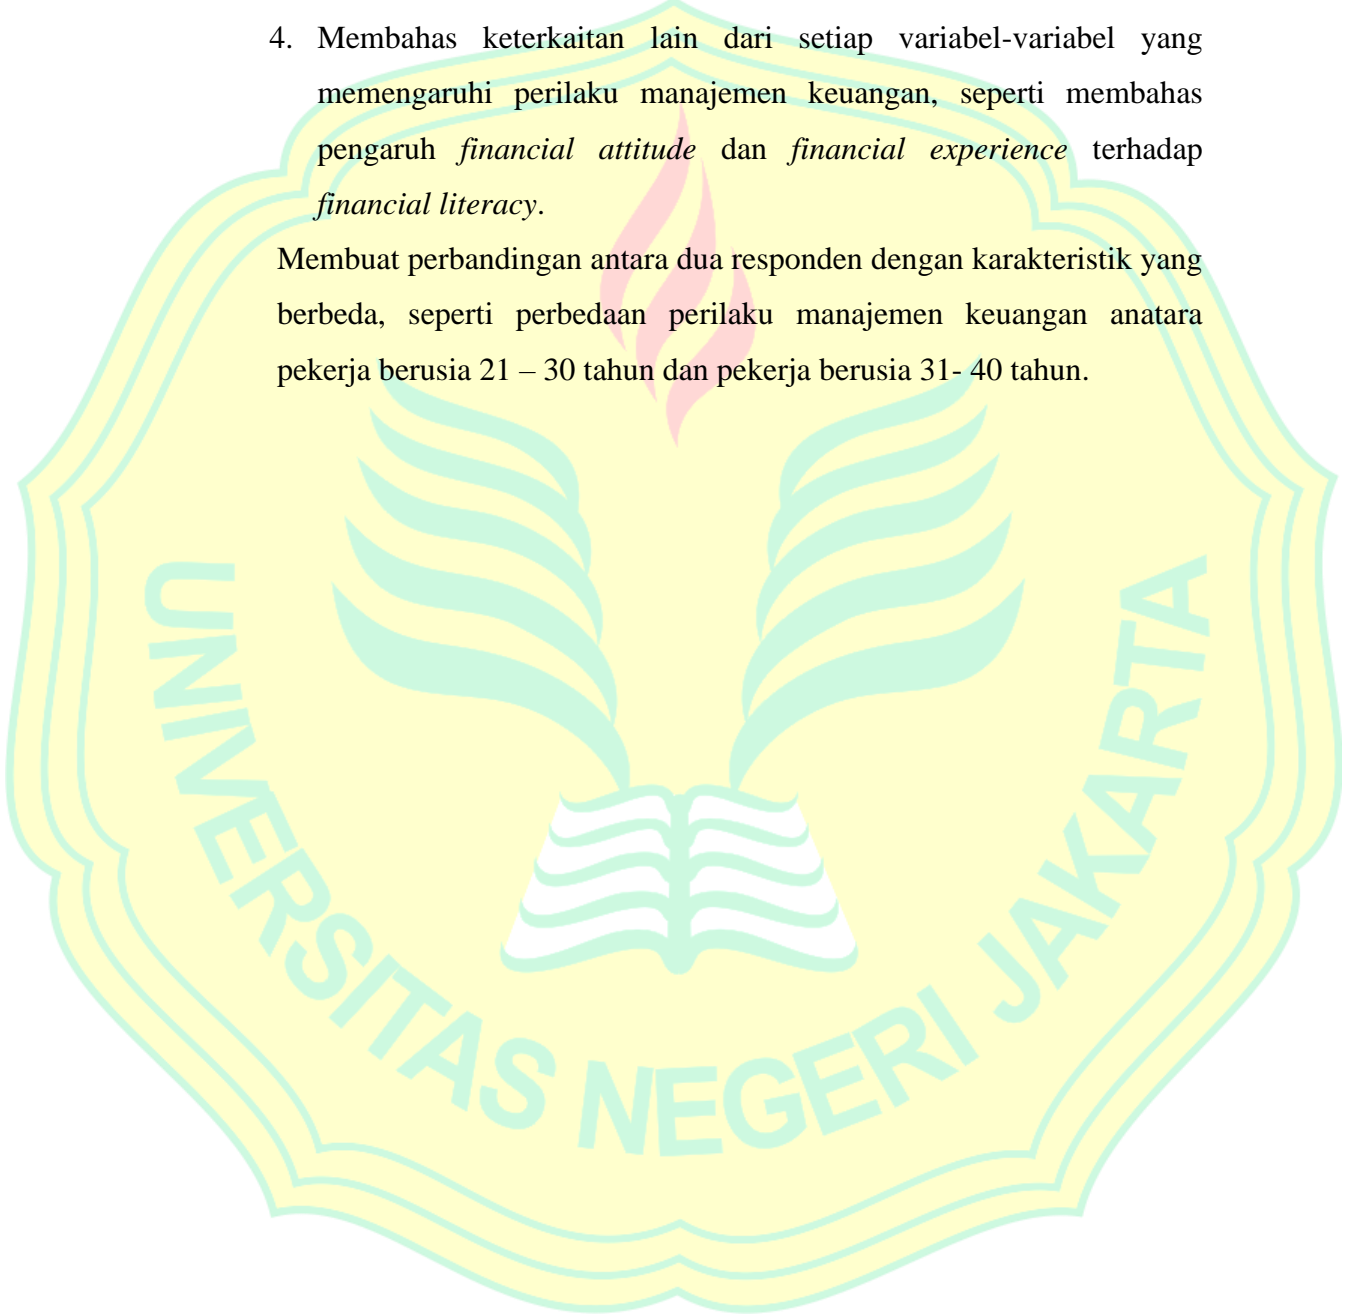 4. Membahas keterkaitan lain dari setiap variabel-variabel yang
memengaruhi perilaku manajemen keuangan, seperti membahas
pengaruh financial attitude dan financial experience terhadap
financial literacy.
Membuat perbandingan antara dua responden dengan karakteristik yang
berbeda, seperti perbedaan perilaku manajemen keuangan anatara
pekerja berusia 21 – 30 tahun dan pekerja berusia 31- 40 tahun.
UNIVERSITAS NEGERI JAKARTA